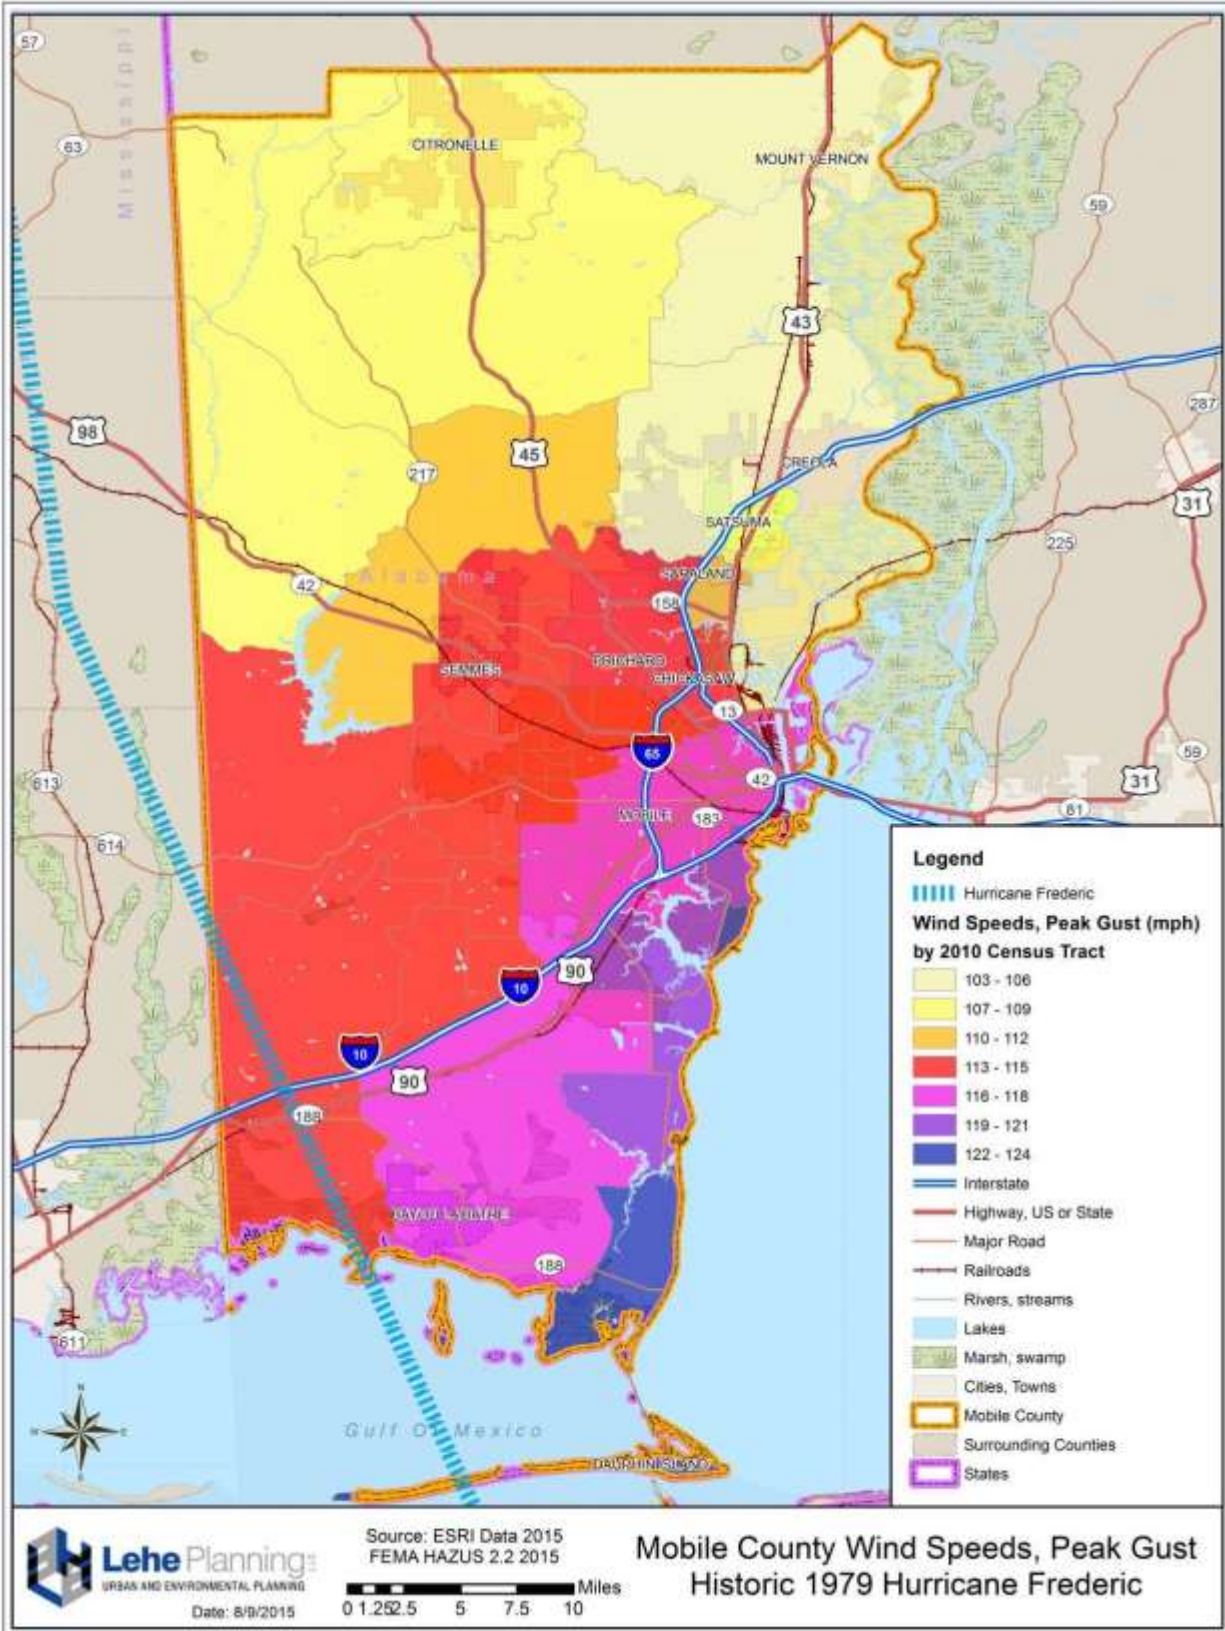 57
63
Mississippi
CITRONELLE
MOUNT VERNON
59
43
98
45
217
287
CREOLA
31
SATSUMA
225
Alabama
42
SARALAND
158
SEMMES
PRICHARD
CHICKASAW
13
65
59
613
42
31
MOBILE
183
81
614
90
10
10
90
188
BAYOU LA BATRE
188
611
N
W
E
S
Gulf Of Mexico
DAUPHIN ISLAND
Legend
Hurricane Frederic
Wind Speeds, Peak Gust (mph)
by 2010 Census Tract
103 - 106
107 - 109
110 - 112
113 - 115
116 - 118
119 - 121
122 - 124
Interstate
Highway, US or State
Major Road
Railroads
Rivers, streams
Lakes
Marsh, swamp
Cities, Towns
Mobile County
Surrounding Counties
States
Lehe Planning
URBAN AND ENVIRONMENTAL PLANNING
Date: 8/9/2015
Source: ESRI Data 2015
FEMA HAZUS 2.2 2015
Miles
0 1.252.5 5 7.5 10
Mobile County Wind Speeds, Peak Gust
Historic 1979 Hurricane Frederic